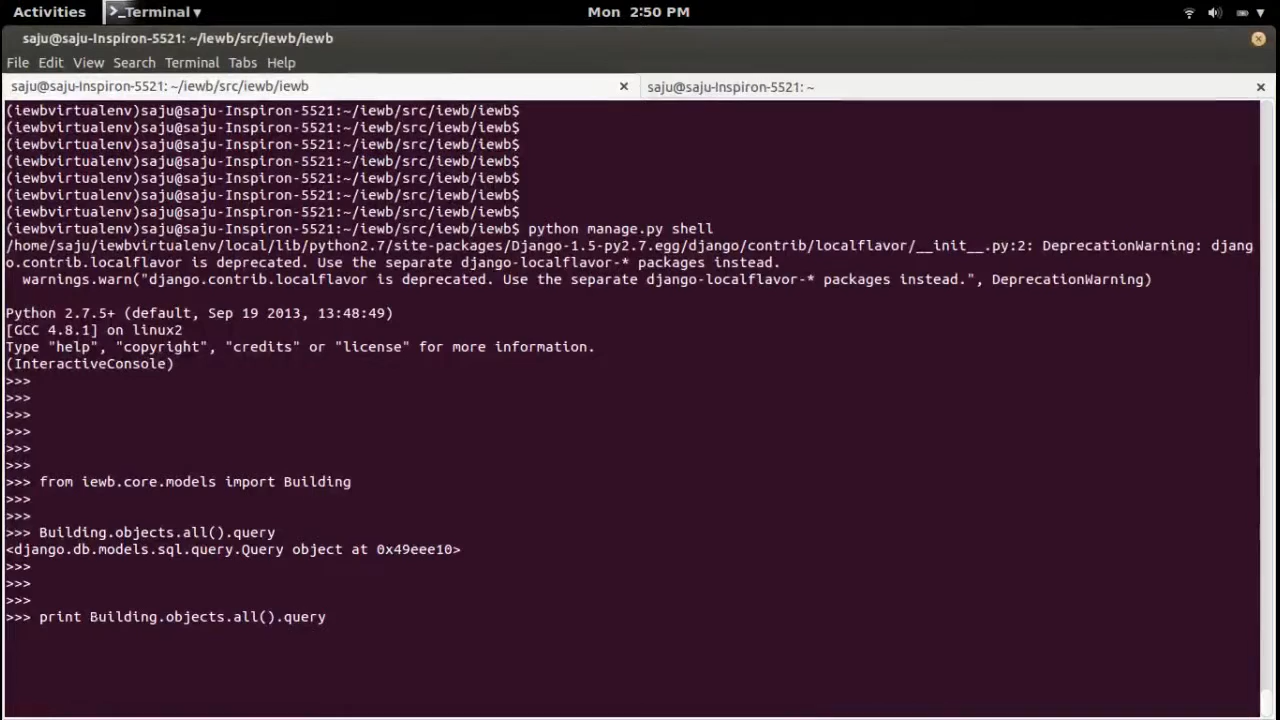 Activities >_Terminal ▾ Mon 2:50 PM
saju@saju-Inspiron-5521: ~/iewb/src/iewb/iewb
File Edit View Search Terminal Tabs Help
saju@saju-Inspiron-5521: ~/iewb/src/iewb/iewb × saju@saju-Inspiron-5521: ~ ×
(iewbvirtualenv)saju@saju-Inspiron-5521:~/iewb/src/iewb/iewb$
(iewbvirtualenv)saju@saju-Inspiron-5521:~/iewb/src/iewb/iewb$
(iewbvirtualenv)saju@saju-Inspiron-5521:~/iewb/src/iewb/iewb$
(iewbvirtualenv)saju@saju-Inspiron-5521:~/iewb/src/iewb/iewb$
(iewbvirtualenv)saju@saju-Inspiron-5521:~/iewb/src/iewb/iewb$
(iewbvirtualenv)saju@saju-Inspiron-5521:~/iewb/src/iewb/iewb$
(iewbvirtualenv)saju@saju-Inspiron-5521:~/iewb/src/iewb/iewb$
(iewbvirtualenv)saju@saju-Inspiron-5521:~/iewb/src/iewb/iewb$ python manage.py shell
/home/saju/iewbvirtualenv/local/lib/python2.7/site-packages/Django-1.5-py2.7.egg/django/contrib/localflavor/__init__.py:2: DeprecationWarning: djang
o.contrib.localflavor is deprecated. Use the separate django-localflavor-* packages instead.
  warnings.warn("django.contrib.localflavor is deprecated. Use the separate django-localflavor-* packages instead.", DeprecationWarning)
Python 2.7.5+ (default, Sep 19 2013, 13:48:49)
[GCC 4.8.1] on linux2
Type "help", "copyright", "credits" or "license" for more information.
(InteractiveConsole)
>>>
>>>
>>>
>>>
>>>
>>>
>>> from iewb.core.models import Building
>>>
>>>
>>> Building.objects.all().query
<django.db.models.sql.query.Query object at 0x49eee10>
>>>
>>>
>>>
>>> print Building.objects.all().query